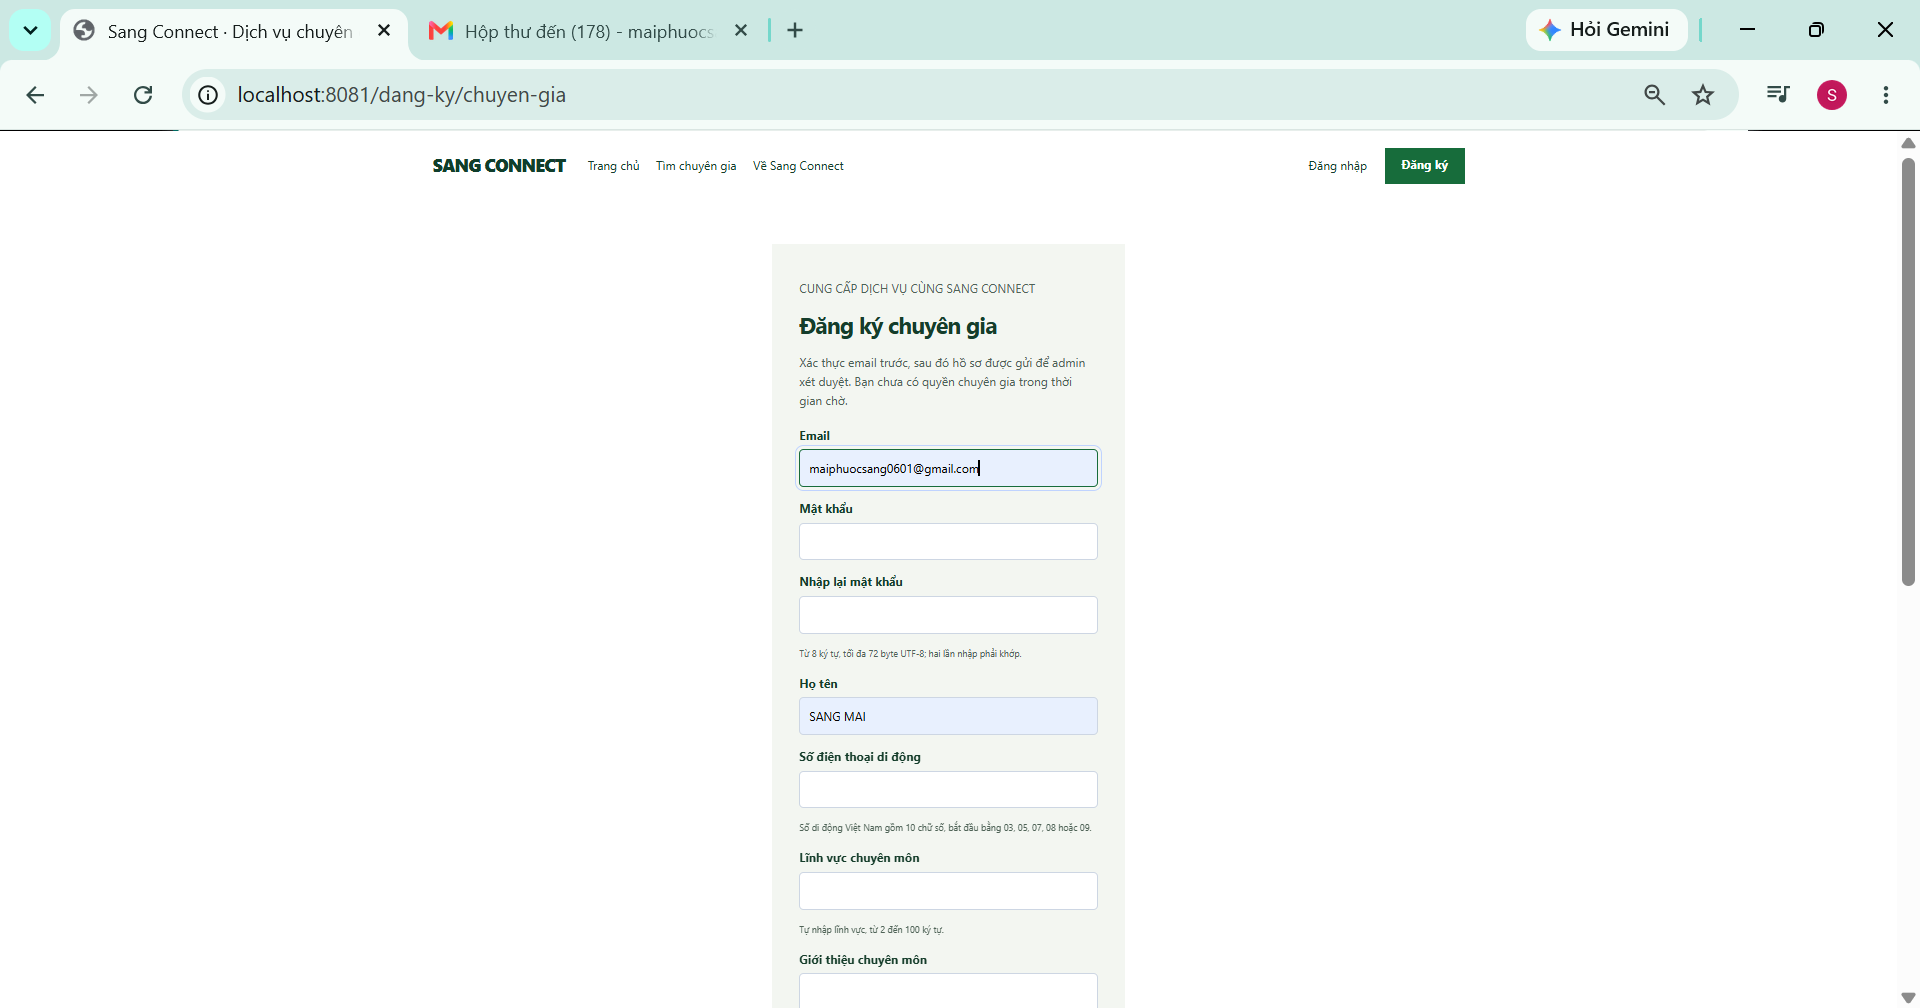 Sang Connect · Dịch vụ chuyên
Hộp thư đến (178) - maiphuocs
Hỏi Gemini
localhost:8081/dang-ky/chuyen-gia
S
SANG CONNECT Trang chủ Tìm chuyên gia Về Sang Connect Đăng nhập Đăng ký
CUNG CẤP DỊCH VỤ CÙNG SANG CONNECT
Đăng ký chuyên gia
Xác thực email trước, sau đó hồ sơ được gửi để admin
xét duyệt. Bạn chưa có quyền chuyên gia trong thời
gian chờ.
Email
maiphuocsang0601@gmail.com
Mật khẩu
Nhập lại mật khẩu
Từ 8 ký tự, tối đa 72 byte UTF-8; hai lần nhập phải khớp.
Họ tên
SANG MAI
Số điện thoại di động
Số di động Việt Nam gồm 10 chữ số, bắt đầu bằng 03, 05, 07, 08 hoặc 09.
Lĩnh vực chuyên môn
Tự nhập lĩnh vực, từ 2 đến 100 ký tự.
Giới thiệu chuyên môn